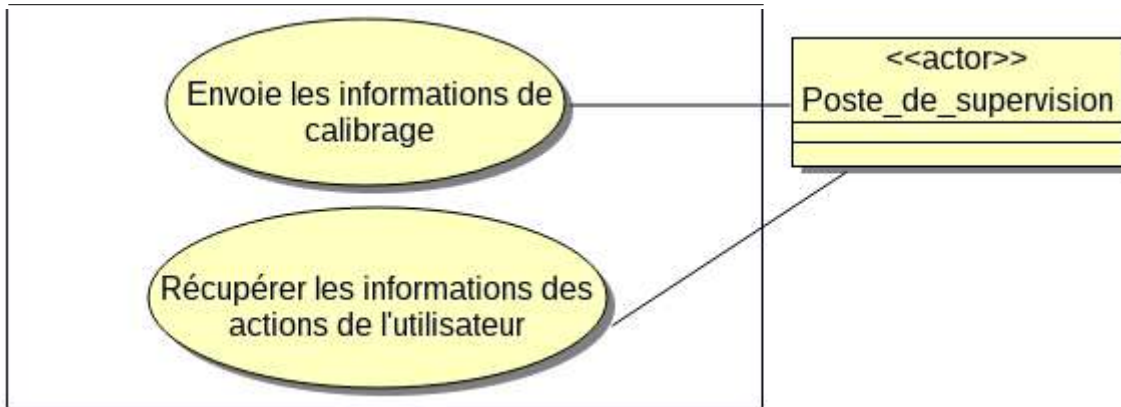 Envoie les informations de
calibrage
<<actor>>
Poste_de_supervision
Récupérer les informations des
actions de l'utilisateur